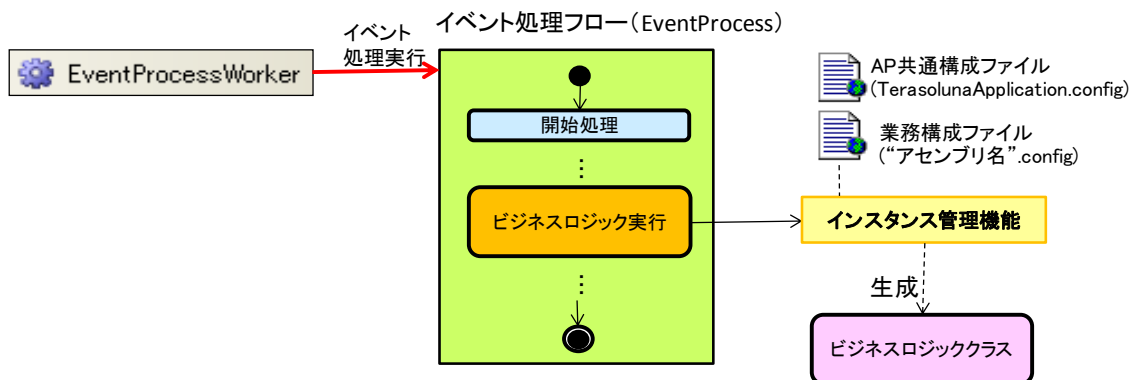 イベント処理フロー(EventProcess)
イベント
処理実行
EventProcessWorker
開始処理
⋮
ビジネスロジック実行
⋮
AP共通構成ファイル
(TerasolunaApplication.config)
業務構成ファイル
(“アセンブリ名”.config)
インスタンス管理機能
生成
ビジネスロジッククラス